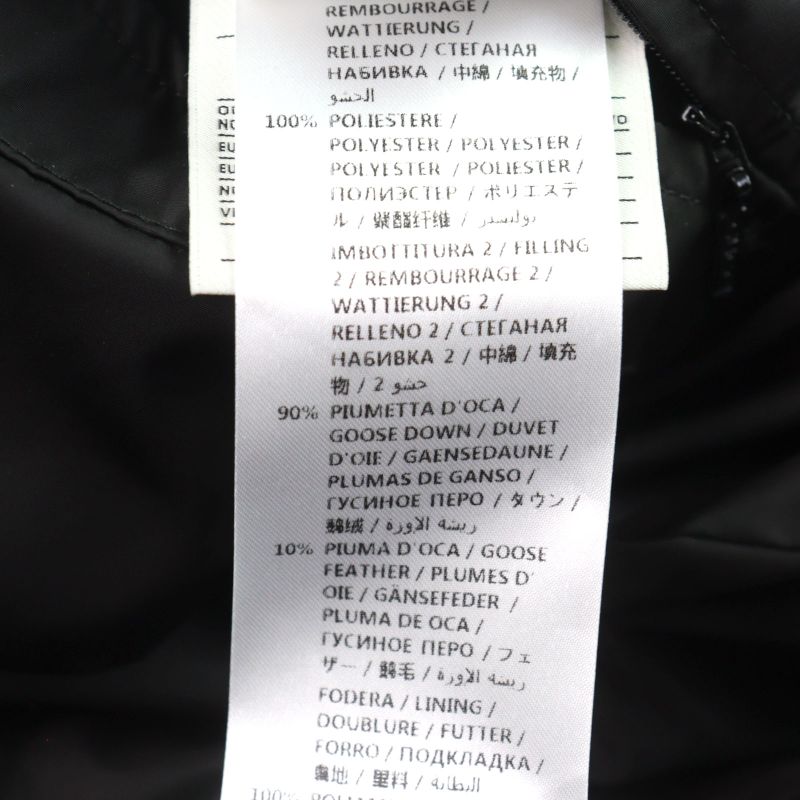 REMBOURRAGE /
WATTIERUNG /
RELLENO / СТЕГАНАЯ
НАБИВКА / 中綿 / 填充物 /
الحشو
100% POLIESTERE /
POLYESTER / POLYESTER /
POLYESTER / POLIESTER /
ПОЛИЭСТЕР / ポリエステ
ル / 聚酯纤维 / بوليستر
IMBOTTITURA 2 / FILLING
2 / REMBOURRAGE 2 /
WATTIERUNG 2 /
RELLENO 2 / СТЕГАНАЯ
НАБИВКА 2 / 中綿 / 填充
物 / 2 حشو
90% PIUMETTA D'OCA /
GOOSE DOWN / DUVET
D'OIE / GAENSEDAUNE /
PLUMAS DE GANSO /
ГУСИНОЕ ПЕРО / タウン /
鹅绒 / ريشة الاوزة
10% PIUMA D'OCA / GOOSE
FEATHER / PLUMES D'
OIE / GÄNSEFEDER /
PLUMA DE OCA /
ГУСИНОЕ ПЕРО / フェ
ザー / 鹅毛 / ريشة الاوزة
FODERA / LINING /
DOUBLURE / FUTTER /
FORRO / ПОДКЛАДКА /
裏地 / 里料 / البطانة
100%